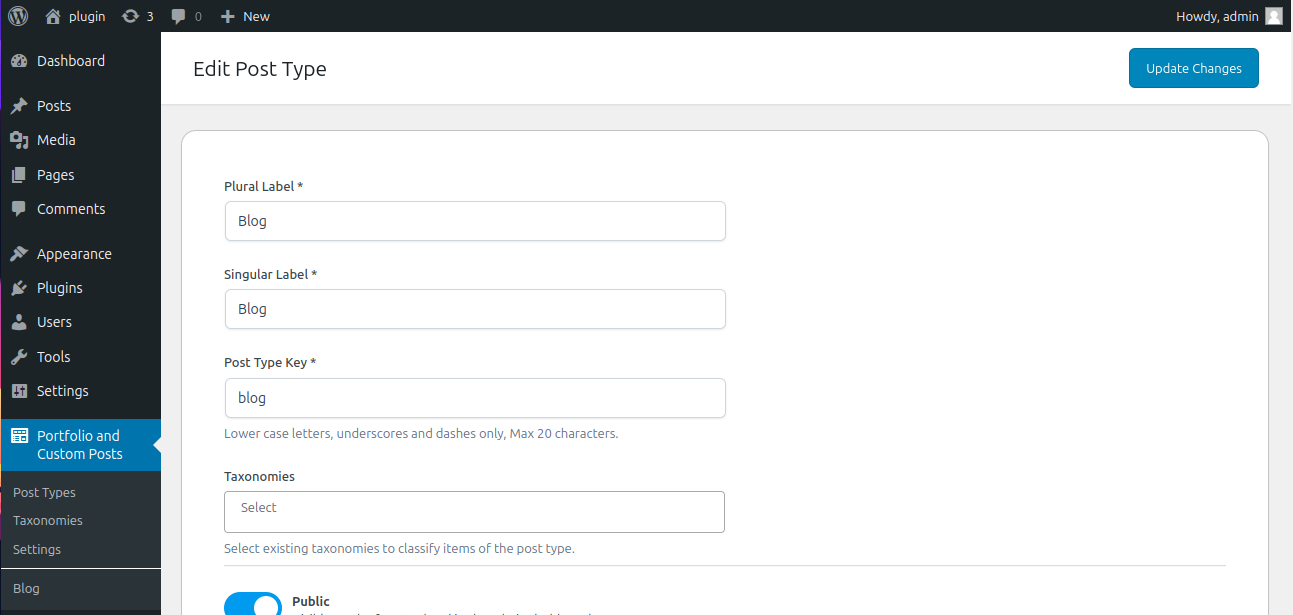 plugin 3 0 New Howdy, admin
Dashboard
Posts
Media
Pages
Comments
Appearance
Plugins
Users
Tools
Settings
Portfolio and
Custom Posts
Post Types
Taxonomies
Settings
Blog
Edit Post Type
Update Changes
Plural Label *
Blog
Singular Label *
Blog
Post Type Key *
blog
Lower case letters, underscores and dashes only, Max 20 characters.
Taxonomies
Select
Select existing taxonomies to classify items of the post type.
Public